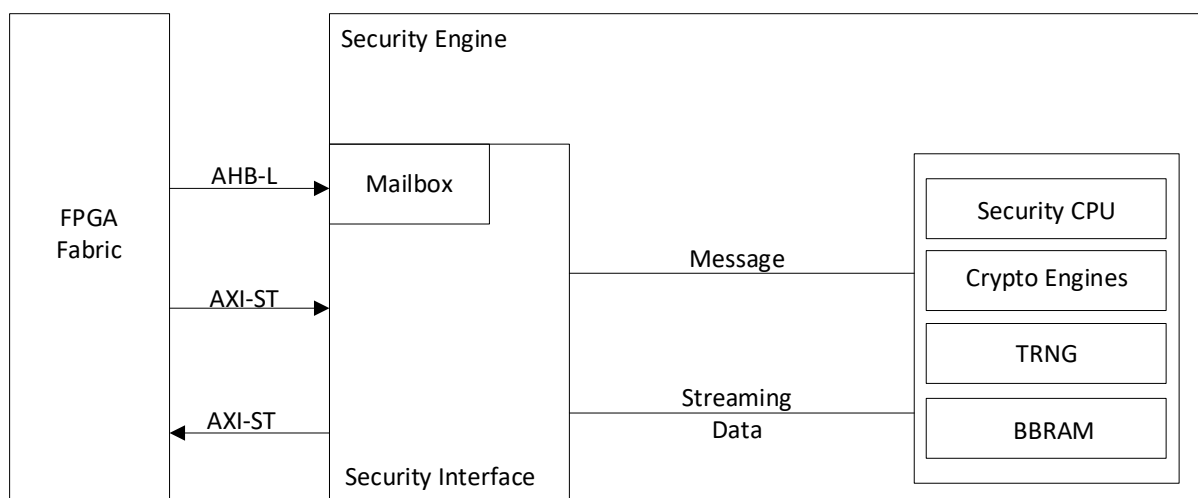 Security Engine
AHB-L
Mailbox
FPGA
Fabric
AXI-ST
AXI-ST
Security Interface
Message
Streaming
Data
Security CPU
Crypto Engines
TRNG
BBRAM